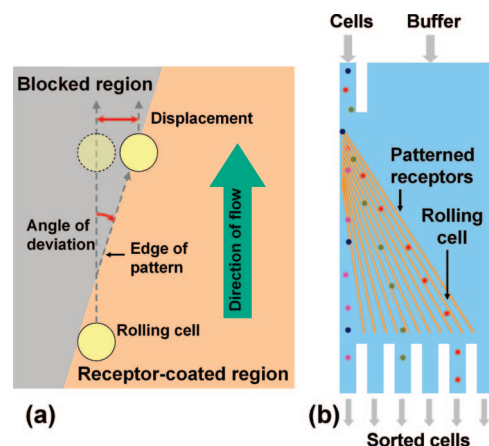 Blocked region
Displacement
Angle of
deviation
Edge of
pattern
Direction of flow
Rolling cell
Receptor-coated region
(a)
Cells
Buffer
Patterned
receptors
Rolling
cell
(b)
Sorted cells